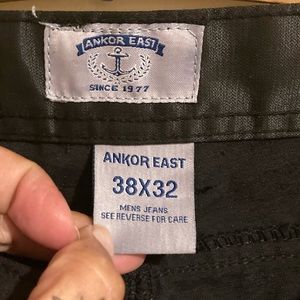 ANKOR EAST
SINCE 1977
ANKOR EAST
38X32
MENS JEANS
SEE REVERSE FOR CARE